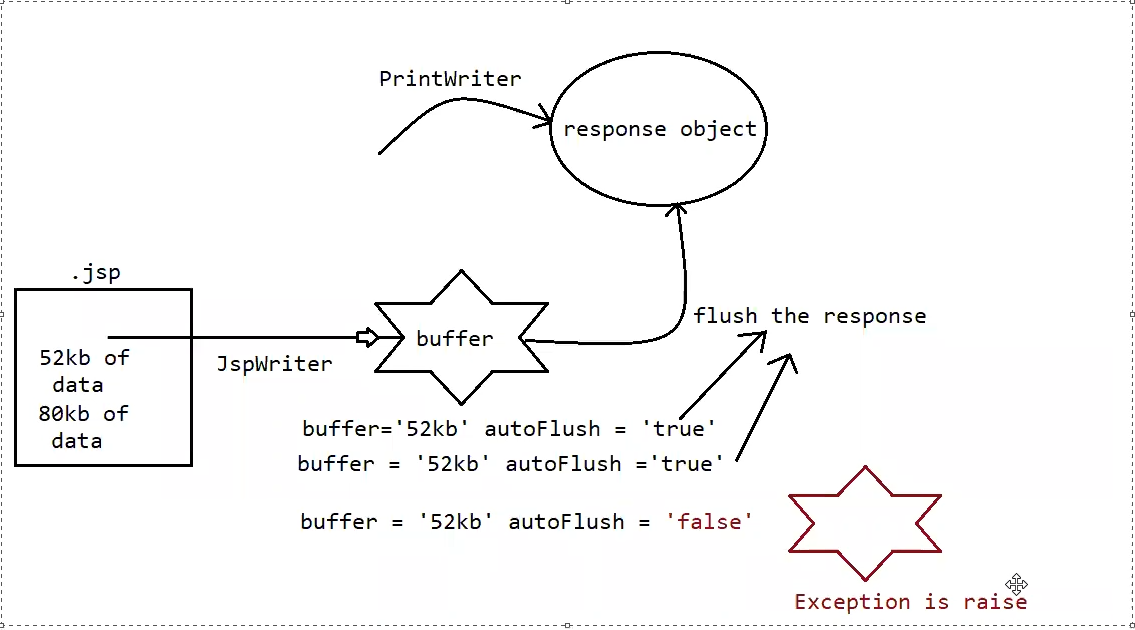 PrintWriter
response object
.jsp
52kb of
data
80kb of
data
JspWriter
buffer
flush the response
buffer='52kb' autoFlush = 'true'
buffer = '52kb' autoFlush ='true'
buffer = '52kb' autoFlush = 'false'
Exception is raise